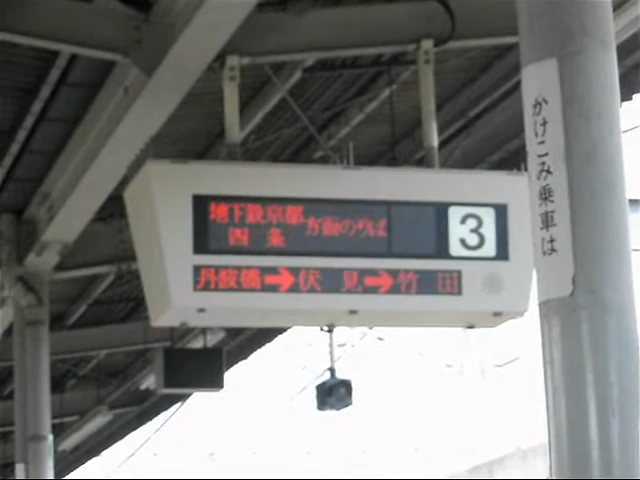 地下鉄京都
四条
方面のりば
3
丹波橋➔伏見➔竹田
かけこみ乗車は